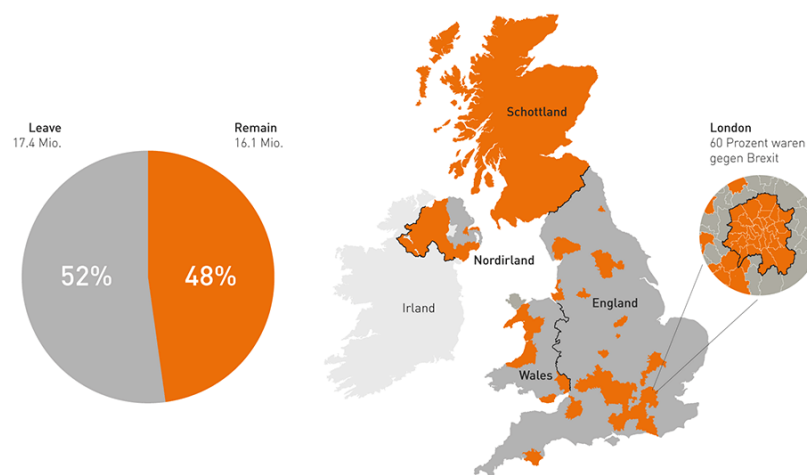 Leave
17.4 Mio.
Remain
16.1 Mio.
52%
48%
Schottland
Nordirland
Irland
England
Wales
London
60 Prozent waren
gegen Brexit